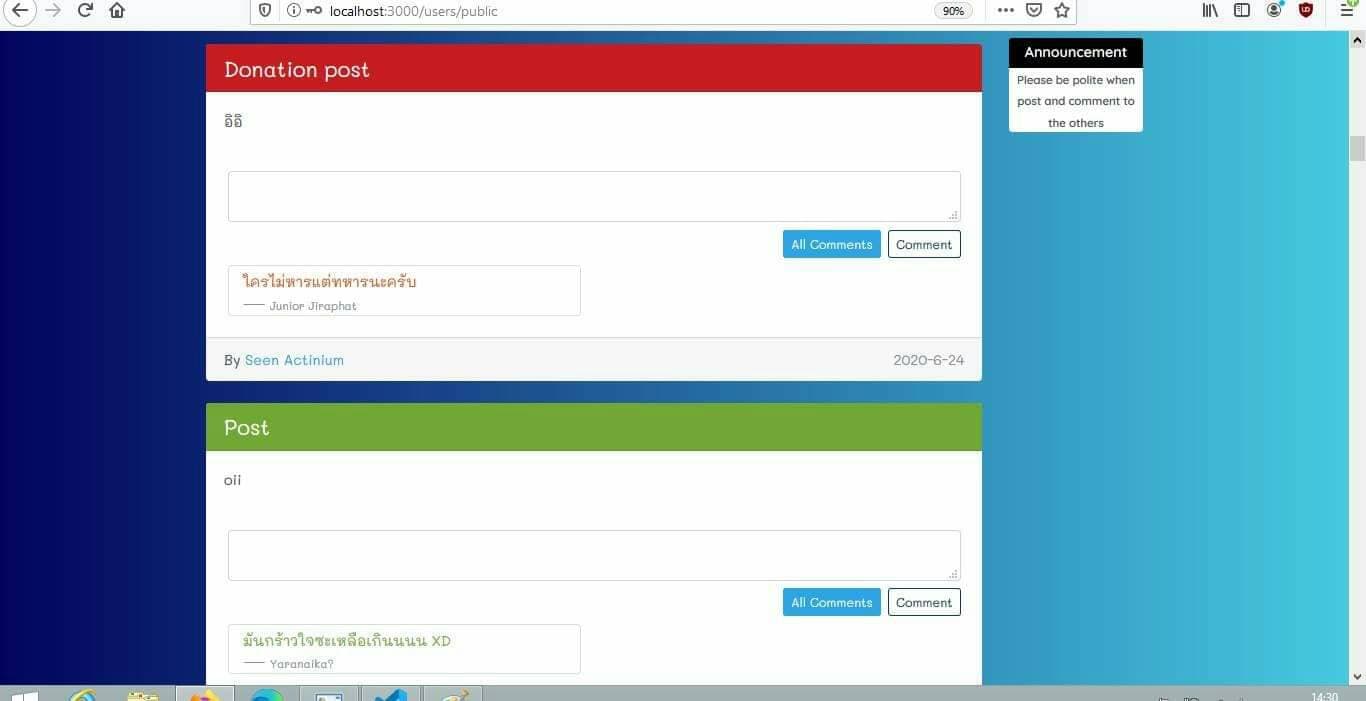 localhost:3000/users/public
90%
Donation post
อิอิ
All Comments
Comment
ใครไม่หารแต่ทหารนะครับ
—— Junior Jiraphat
By Seen Actinium
2020-6-24
Post
oii
All Comments
Comment
มันกร้าวใจซะเหลือเกินนนน XD
—— Yaranaika?
Announcement
Please be polite when
post and comment to
the others
14:30